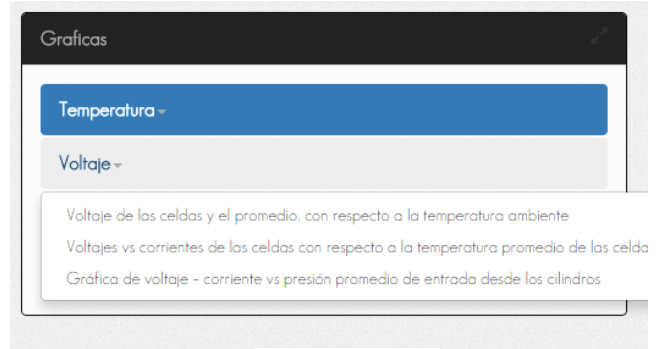 Graficas
Temperatura
Voltaje
Voltaje de las celdas y el promedio, con respecto a la temperatura ambiente
Voltajes vs corrientes de las celdas con respecto a la temperatura promedio de las celda
Gráfica de voltaje - corriente vs presión promedio de entrada desde los cilindros